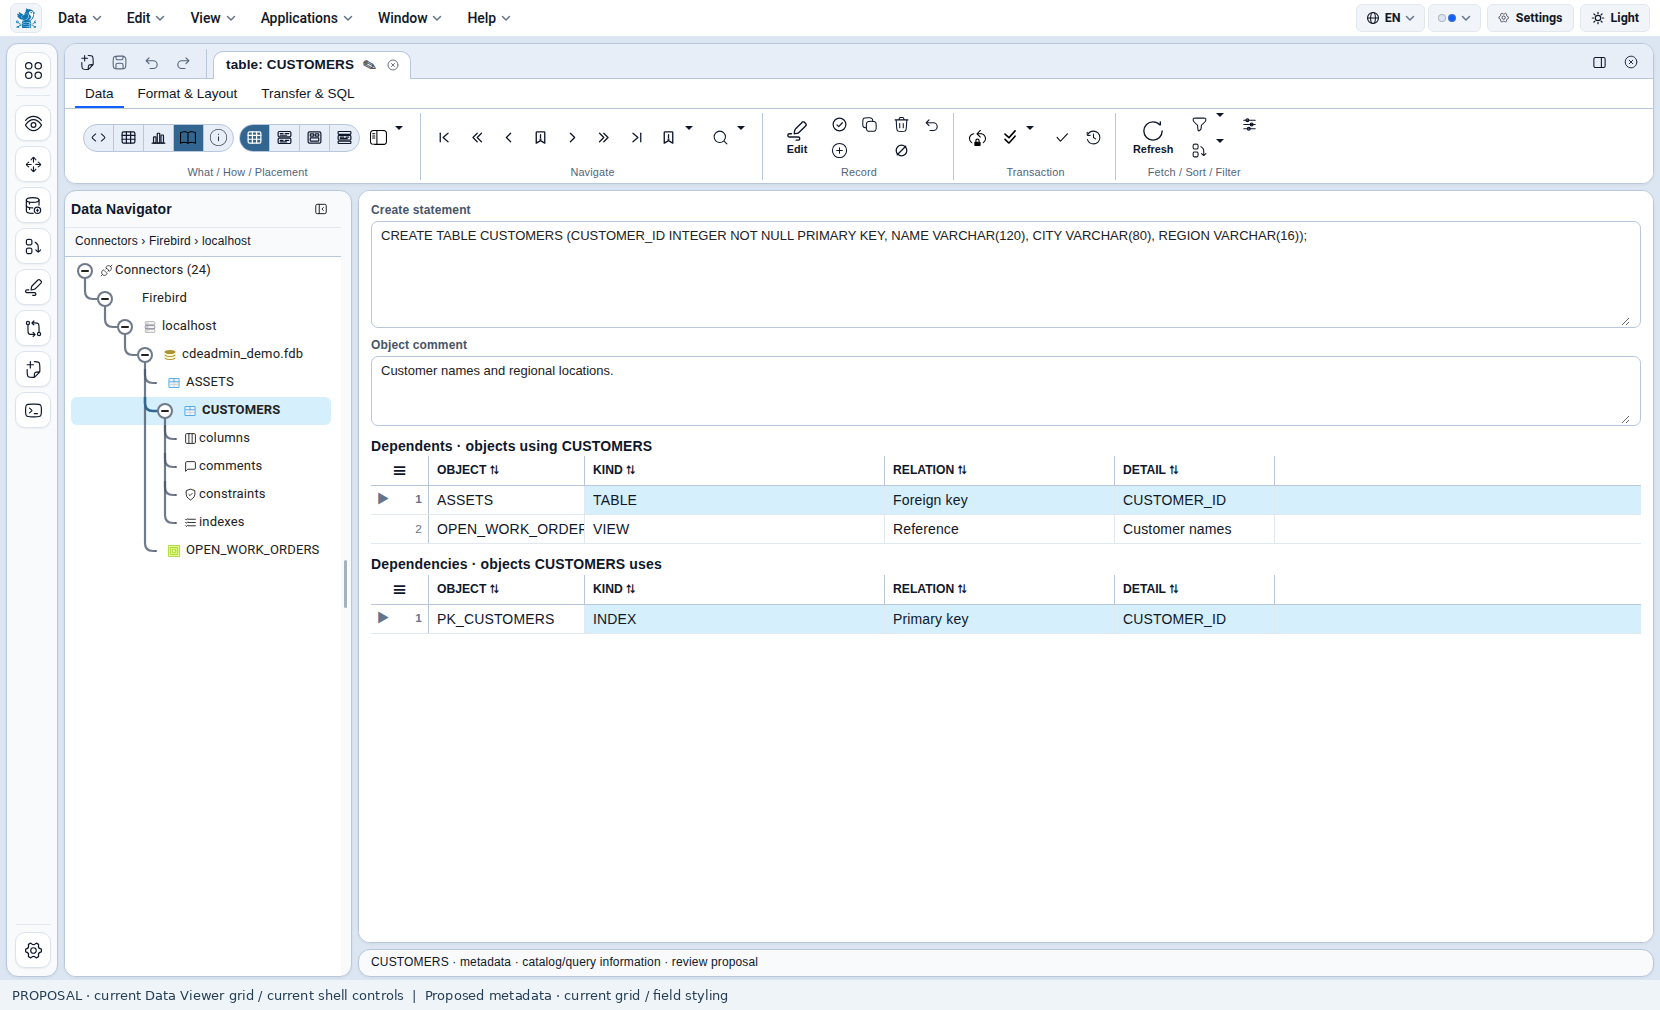 Data Edit View Applications Window Help EN Settings Light
table: CUSTOMERS
Data Format & Layout Transfer & SQL
Edit Refresh
What / How / Placement Navigate Record Transaction Fetch / Sort / Filter
Data Navigator
Connectors › Firebird › localhost
Connectors (24)
Firebird
localhost
cdeadmin_demo.fdb
ASSETS
CUSTOMERS
columns
comments
constraints
indexes
OPEN_WORK_ORDERS
Create statement
CREATE TABLE CUSTOMERS (CUSTOMER_ID INTEGER NOT NULL PRIMARY KEY, NAME VARCHAR(120), CITY VARCHAR(80), REGION VARCHAR(16));
Object comment
Customer names and regional locations.
Dependents · objects using CUSTOMERS
OBJECT KIND RELATION DETAIL
1 ASSETS TABLE Foreign key CUSTOMER_ID
2 OPEN_WORK_ORDER VIEW Reference Customer names
Dependencies · objects CUSTOMERS uses
OBJECT KIND RELATION DETAIL
1 PK_CUSTOMERS INDEX Primary key CUSTOMER_ID
CUSTOMERS · metadata · catalog/query information · review proposal
PROPOSAL · current Data Viewer grid / current shell controls | Proposed metadata · current grid / field styling